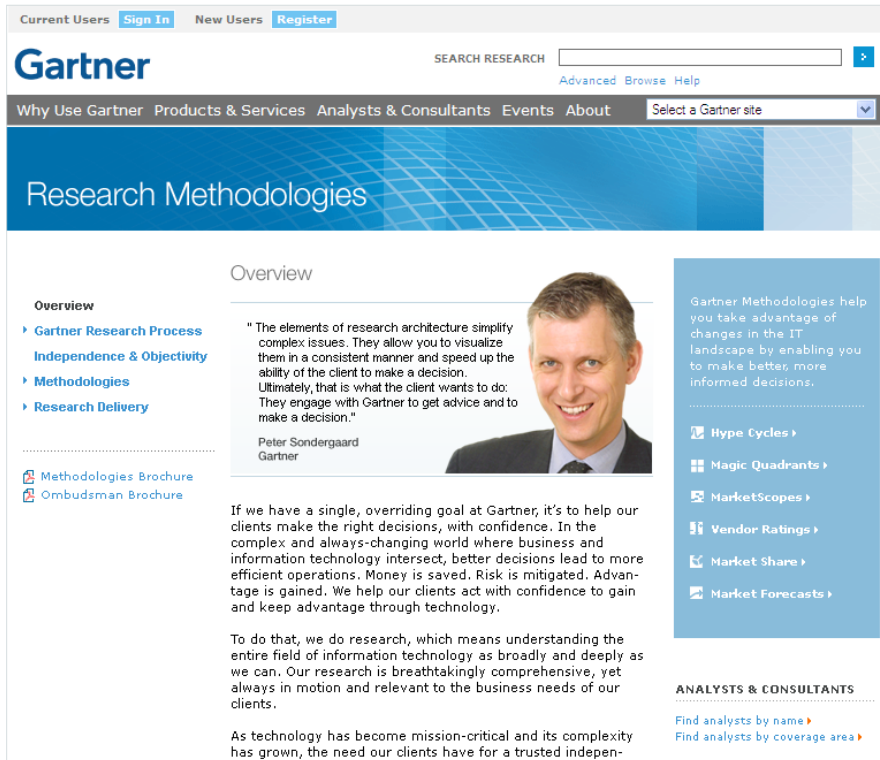 Current Users Sign In New Users Register
Gartner
SEARCH RESEARCH
Advanced Browse Help
Why Use Gartner Products & Services Analysts & Consultants Events About Select a Gartner site
Research Methodologies
Overview
Gartner Research Process
Independence & Objectivity
Methodologies
Research Delivery
Methodologies Brochure
Ombudsman Brochure
Overview
" The elements of research architecture simplify
complex issues. They allow you to visualize
them in a consistent manner and speed up the
ability of the client to make a decision.
Ultimately, that is what the client wants to do:
They engage with Gartner to get advice and to
make a decision."
Peter Sondergaard
Gartner
If we have a single, overriding goal at Gartner, it's to help our
clients make the right decisions, with confidence. In the
complex and always-changing world where business and
information technology intersect, better decisions lead to more
efficient operations. Money is saved. Risk is mitigated. Advan-
tage is gained. We help our clients act with confidence to gain
and keep advantage through technology.
To do that, we do research, which means understanding the
entire field of information technology as broadly and deeply as
we can. Our research is breathtakingly comprehensive, yet
always in motion and relevant to the business needs of our
clients.
As technology has become mission-critical and its complexity
has grown, the need our clients have for a trusted indepen-
Gartner Methodologies help
you take advantage of
changes in the IT
landscape by enabling you
to make better, more
informed decisions.
Hype Cycles
Magic Quadrants
MarketScopes
Vendor Ratings
Market Share
Market Forecasts
ANALYSTS & CONSULTANTS
Find analysts by name
Find analysts by coverage area